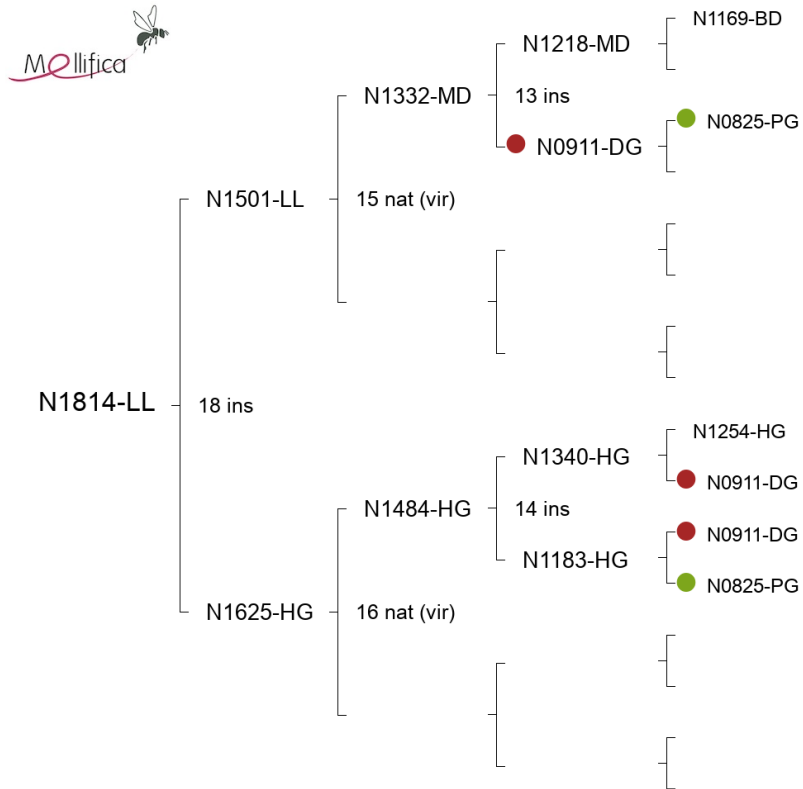 Mellifica
N1169-BD
N1218-MD
N1332-MD
13 ins
N0825-PG
N0911-DG
N1501-LL
15 nat (vir)
N1814-LL
18 ins
N1254-HG
N1340-HG
N0911-DG
N1484-HG
14 ins
N0911-DG
N1183-HG
N0825-PG
N1625-HG
16 nat (vir)